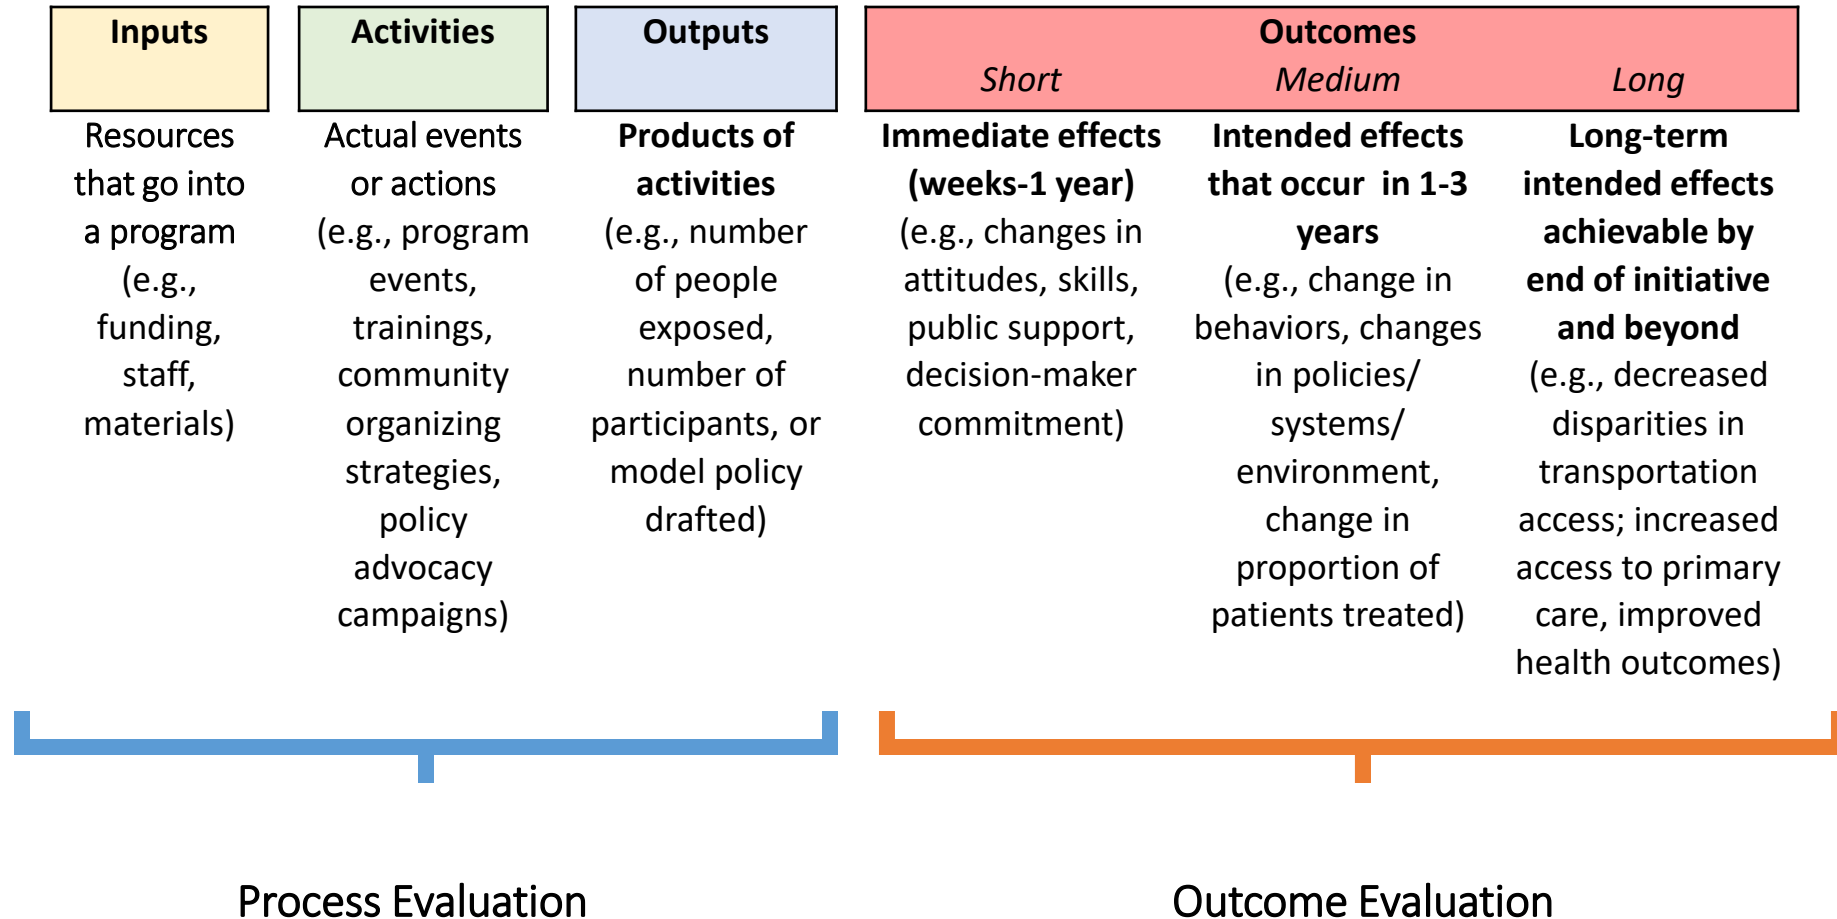 Inputs
Activities
Outputs
Outcomes
Short
Medium
Long
Resources
that go into
a program
(e.g.,
funding,
staff,
materials)
Actual events
or actions
(e.g., program
events,
trainings,
community
organizing
strategies,
policy
advocacy
campaigns)
Products of
activities
(e.g., number
of people
exposed,
number of
participants, or
model policy
drafted)
Immediate effects
(weeks-1 year)
(e.g., changes in
attitudes, skills,
public support,
decision-maker
commitment)
Intended effects
that occur in 1-3
years
(e.g., change in
behaviors, changes
in policies/
systems/
environment,
change in
proportion of
patients treated)
Long-term
intended effects
achievable by
end of initiative
and beyond
(e.g., decreased
disparities in
transportation
access; increased
access to primary
care, improved
health outcomes)
Process Evaluation
Outcome Evaluation